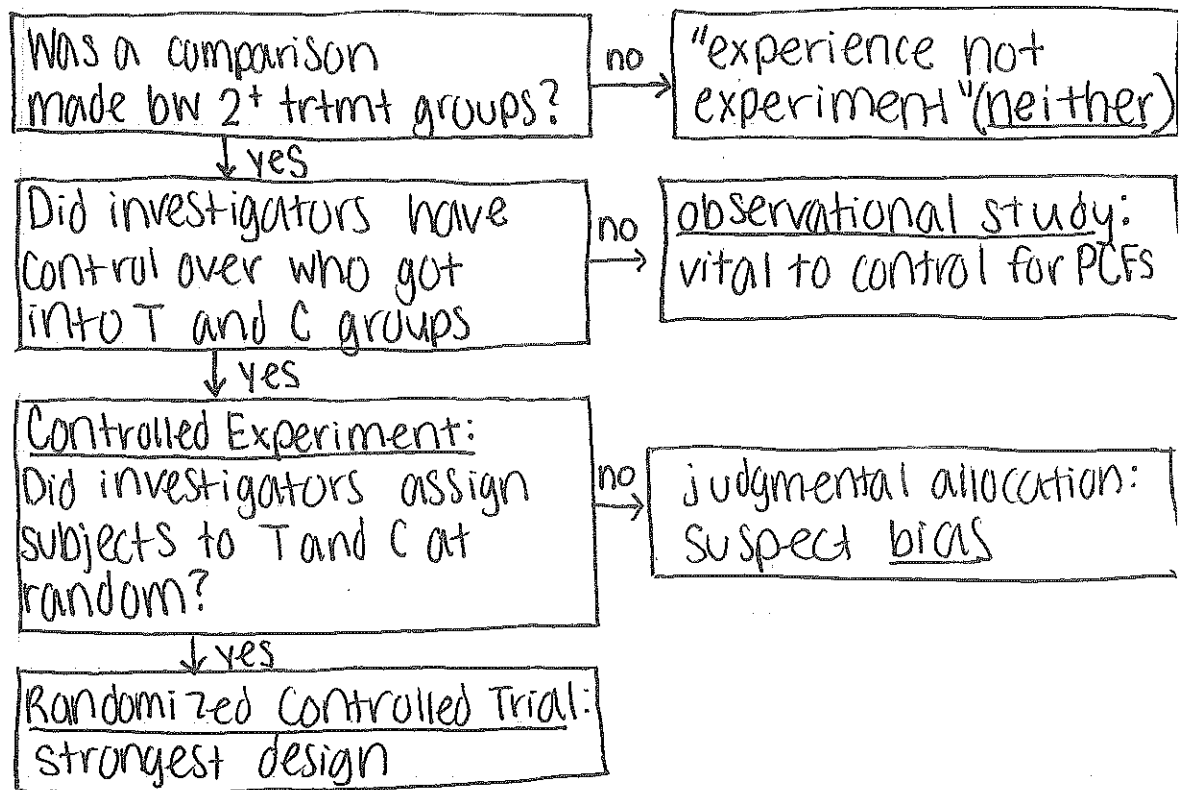 Was a comparison
made bw 2+ trtmt groups?
no
"experience not
experiment" (neither)
yes
Did investigators have
control over who got
into T and C groups
no
observational study:
vital to control for PCFs
yes
Controlled Experiment:
Did investigators assign
subjects to T and C at
random?
no
judgmental allocation:
suspect bias
yes
Randomized Controlled Trial:
strongest design